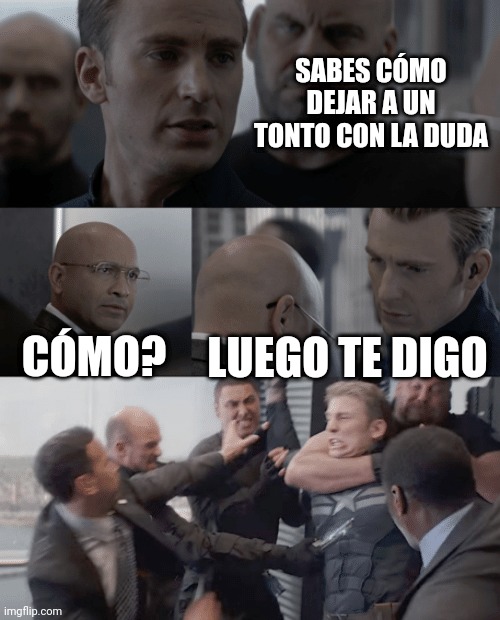 SABES CÓMO
DEJAR A UN
TONTO CON LA DUDA
CÓMO?
LUEGO TE DIGO
imgflip.com